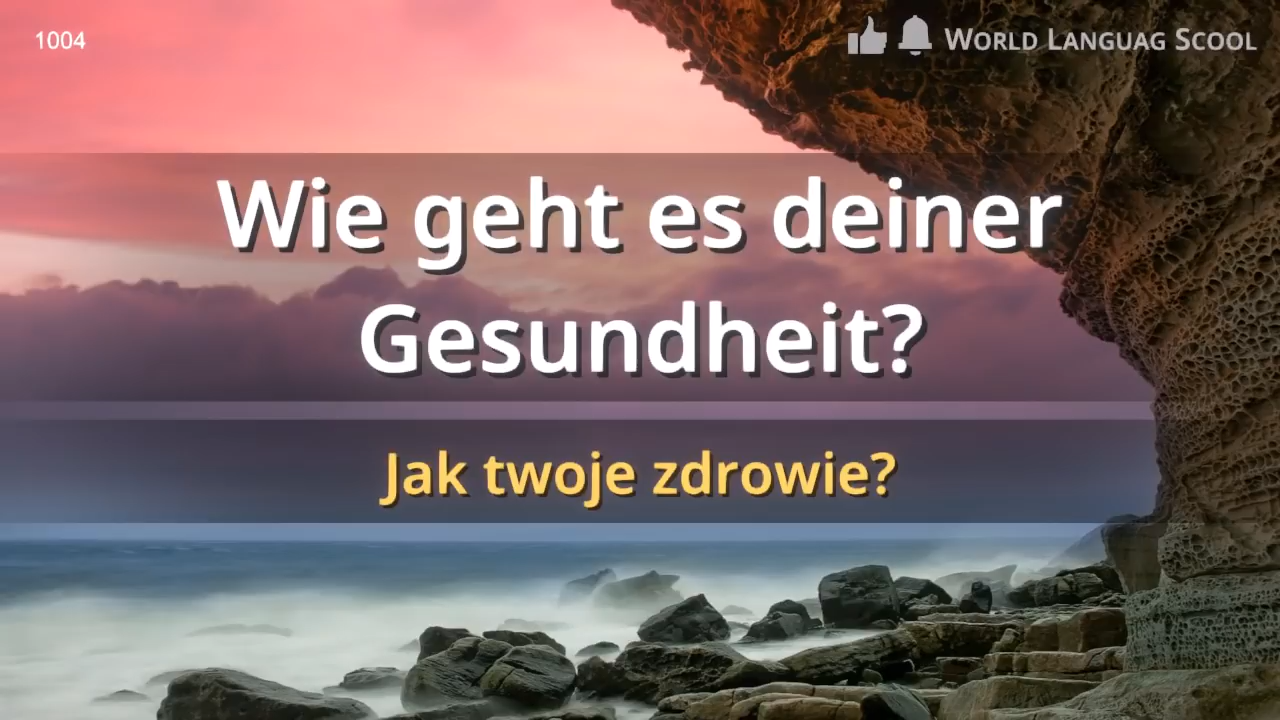 1004
WORLD LANGUAG SCOOL
Wie geht es deiner
Gesundheit?
Jak twoje zdrowie?